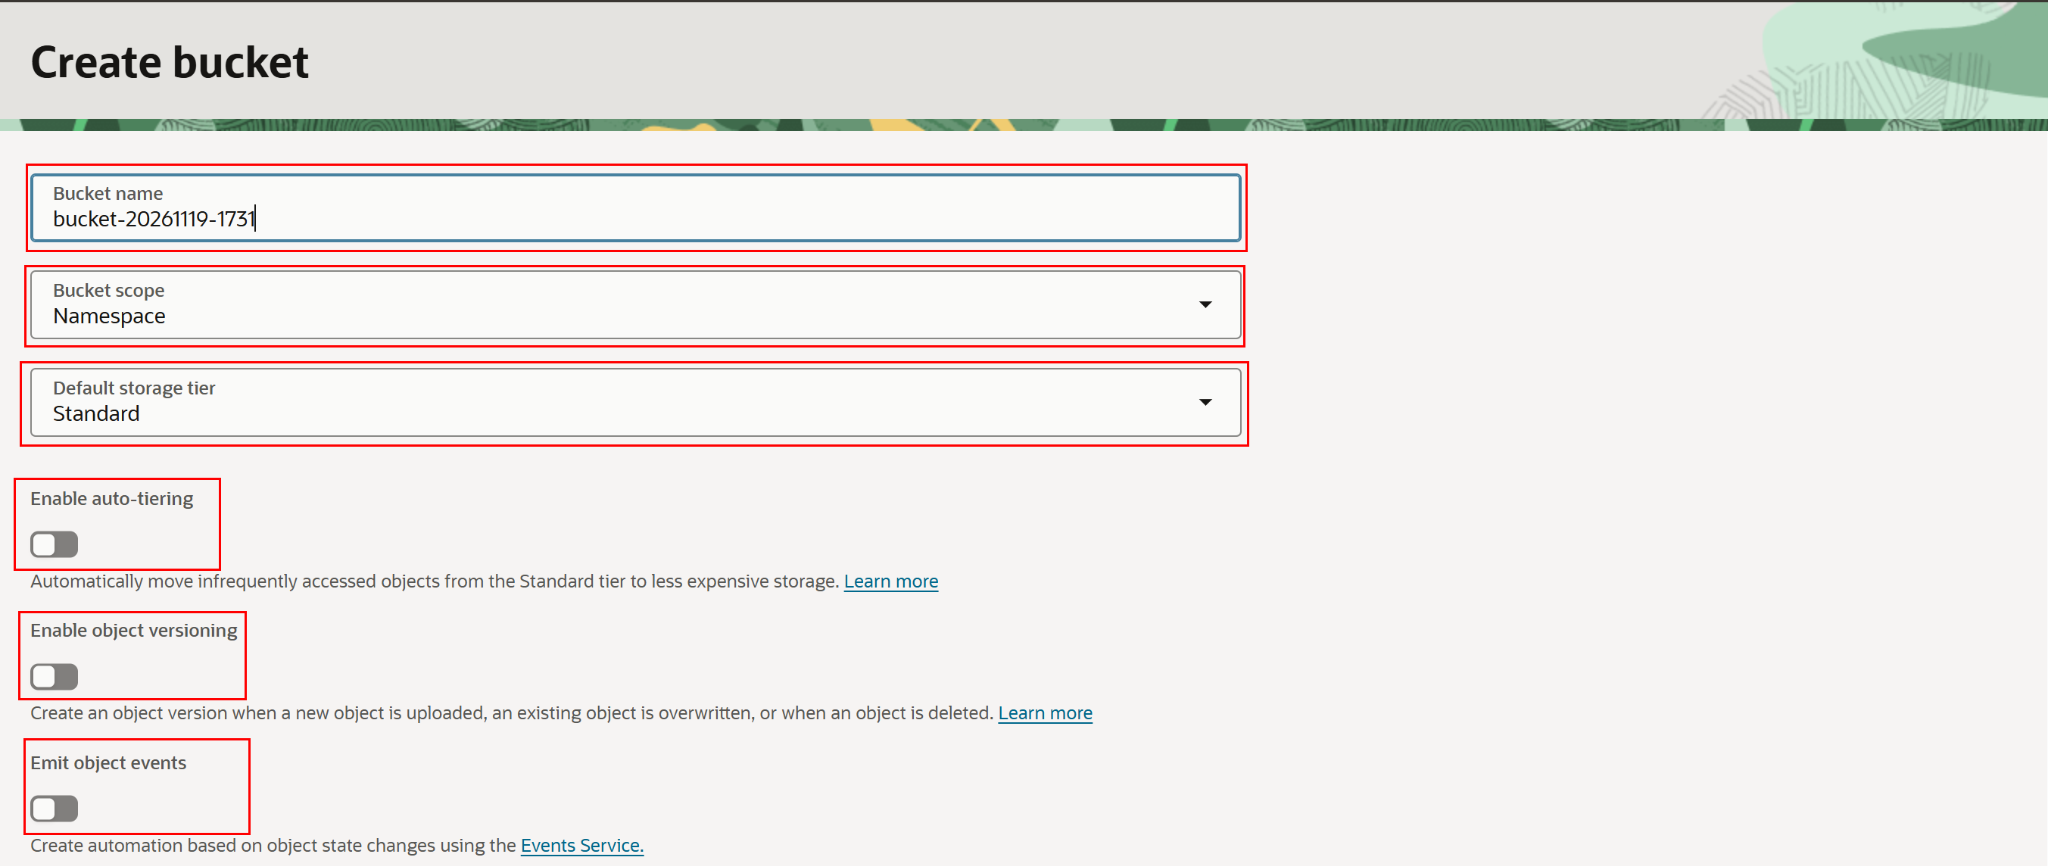 Create bucket
Bucket name
bucket-20261119-1731
Bucket scope
Namespace
Default storage tier
Standard
Enable auto-tiering
Automatically move infrequently accessed objects from the Standard tier to less expensive storage. Learn more
Enable object versioning
Create an object version when a new object is uploaded, an existing object is overwritten, or when an object is deleted. Learn more
Emit object events
Create automation based on object state changes using the Events Service.